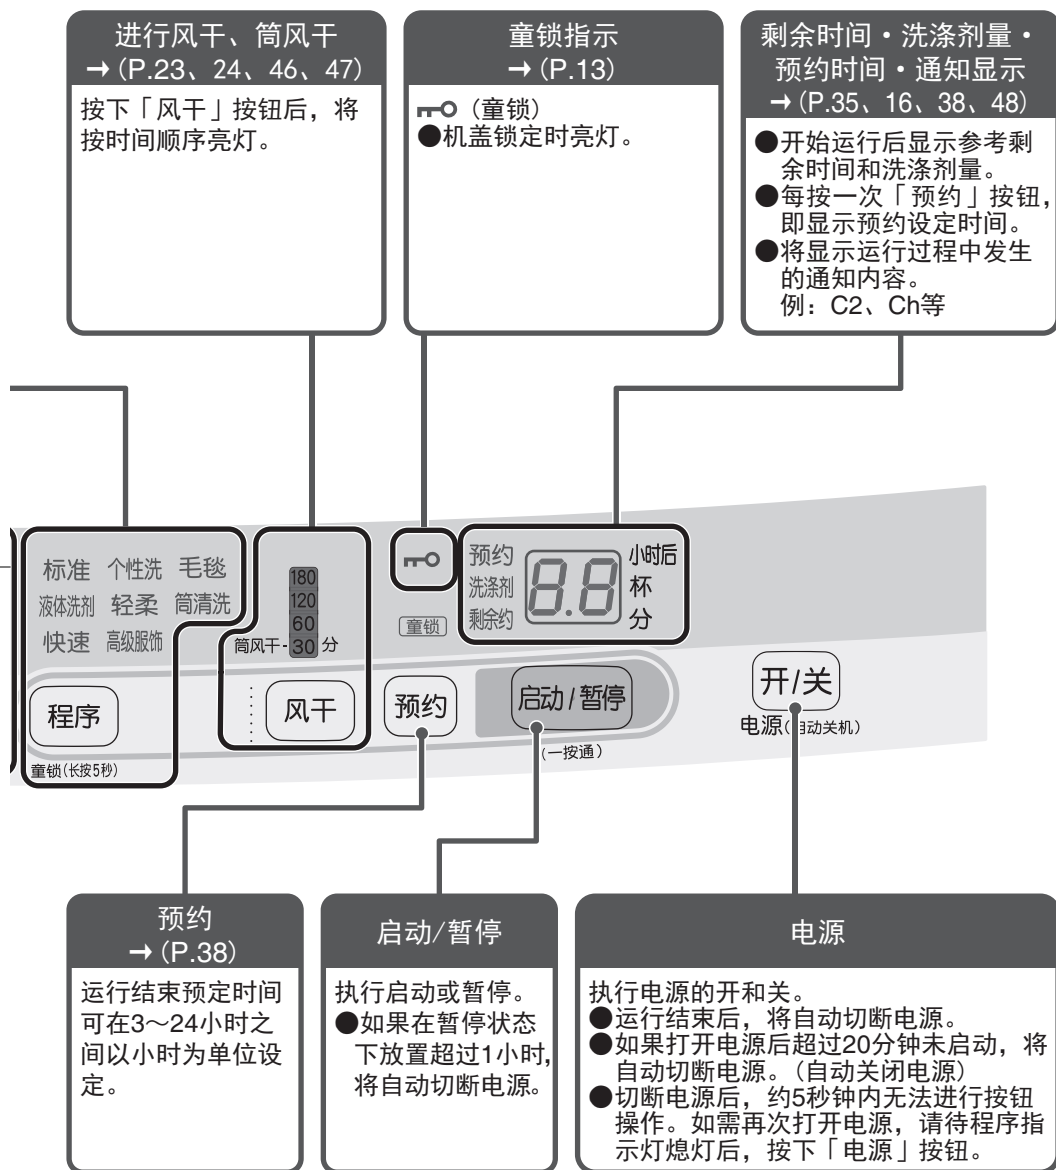 进行风干、筒风干
→(P.23、24、46、47)
按下「风干」按钮后，将
按时间顺序亮灯。
童锁指示
→(P.13)
（童锁）
●机盖锁定时亮灯。
剩余时间・洗涤剂量・
预约时间・通知显示
→(P.35、16、38、48)
●开始运行后显示参考剩
余时间和洗涤剂量。
●每按一次「预约」按钮，
即显示预约设定时间。
●将显示运行过程中发生
的通知内容。
例：C2、Ch等
标准 个性洗 毛毯
液体洗剂 轻柔 筒清洗
快速 高级服饰
程序
童锁(长按5秒)
180
120
60
筒风干-30 分
风干
童锁
预约
洗涤剂
剩余约
8.8
小时后
杯
分
预约
启动/暂停
(一按通)
开/关
电源(自动关机)
预约
→(P.38)
运行结束预定时间
可在3～24小时之
间以小时为单位设
定。
启动/暂停
执行启动或暂停。
●如果在暂停状态
下放置超过1小时，
将自动切断电源。
电源
执行电源的开和关。
●运行结束后，将自动切断电源。
●如果打开电源后超过20分钟未启动，将
自动切断电源。(自动关闭电源)
●切断电源后，约5秒钟内无法进行按钮
操作。如需再次打开电源，请待程序指
示灯熄灯后，按下「电源」按钮。